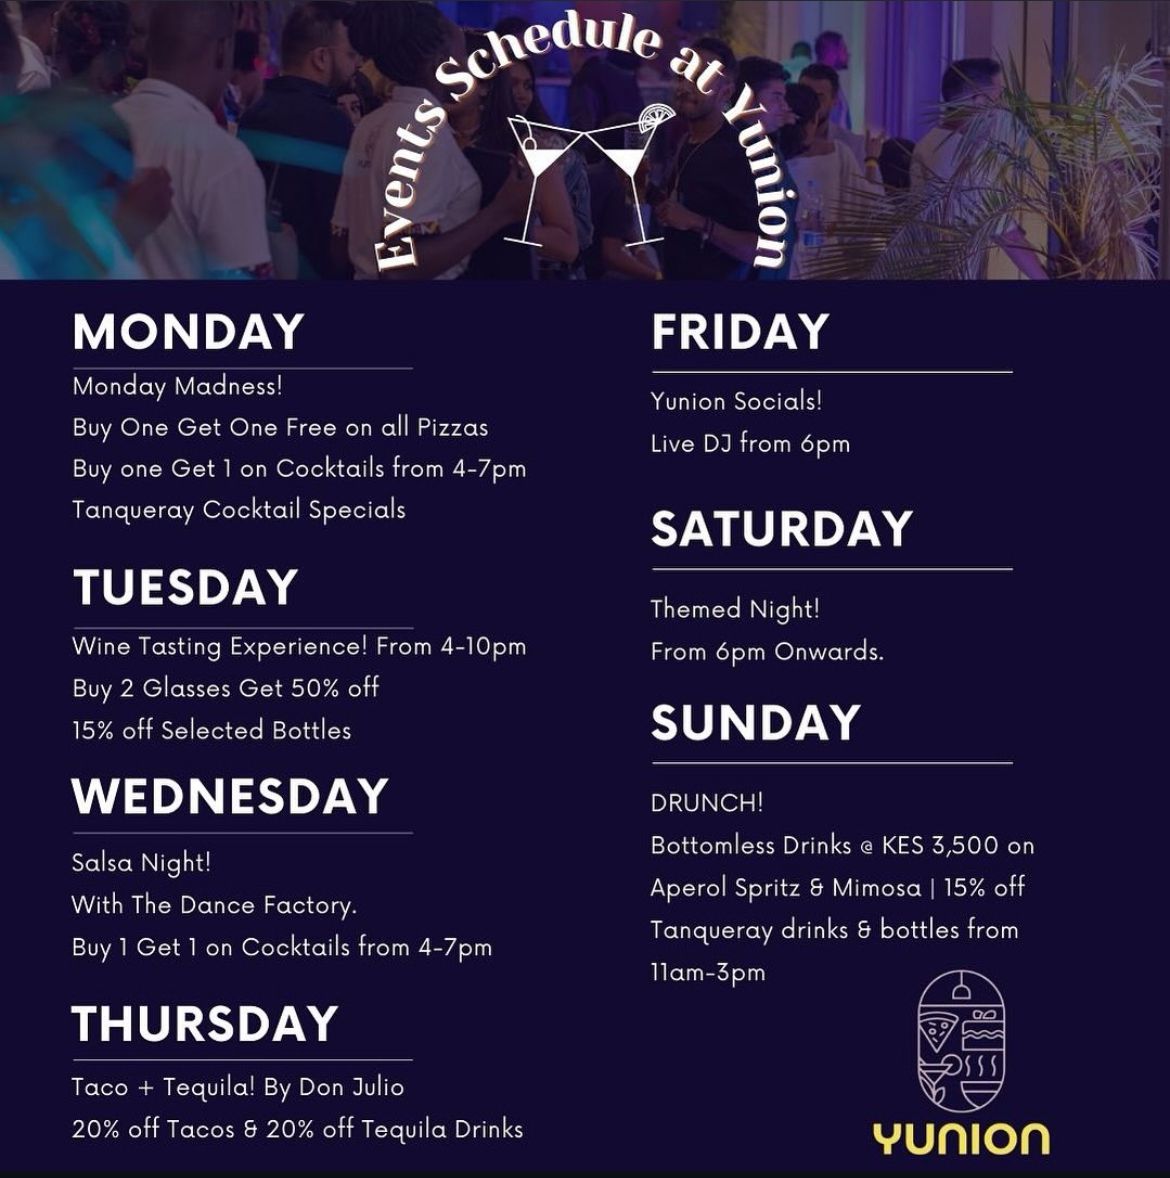 Events Schedule at Yunion
MONDAY
Monday Madness!
Buy One Get One Free on all Pizzas
Buy one Get 1 on Cocktails from 4-7pm
Tanqueray Cocktail Specials
TUESDAY
Wine Tasting Experience! From 4-10pm
Buy 2 Glasses Get 50% off
15% off Selected Bottles
WEDNESDAY
Salsa Night!
With The Dance Factory.
Buy 1 Get 1 on Cocktails from 4-7pm
THURSDAY
Taco + Tequila! By Don Julio
20% off Tacos & 20% off Tequila Drinks
FRIDAY
Yunion Socials!
Live DJ from 6pm
SATURDAY
Themed Night!
From 6pm Onwards.
SUNDAY
DRUNCH!
Bottomless Drinks @ KES 3,500 on
Aperol Spritz & Mimosa | 15% off
Tanqueray drinks & bottles from
11am-3pm
YUNION